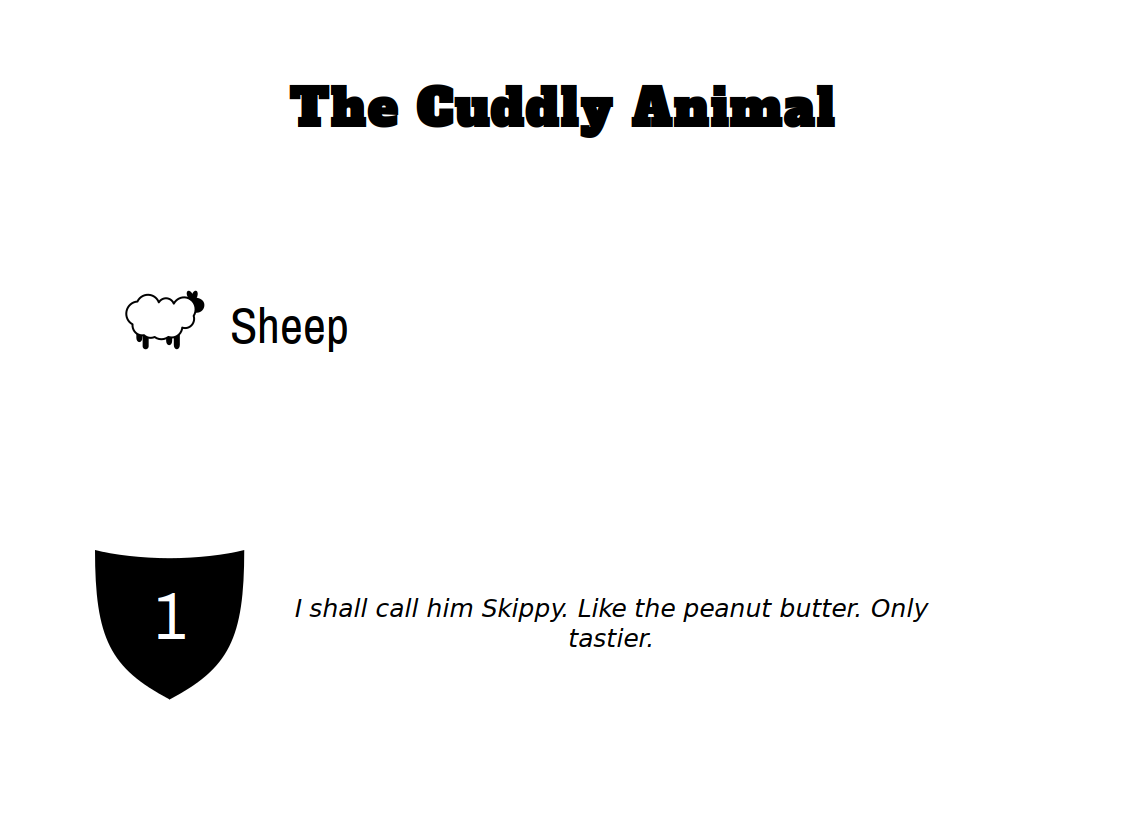 The Cuddly Animal
Sheep
1
I shall call him Skippy. Like the peanut butter. Only
tastier.